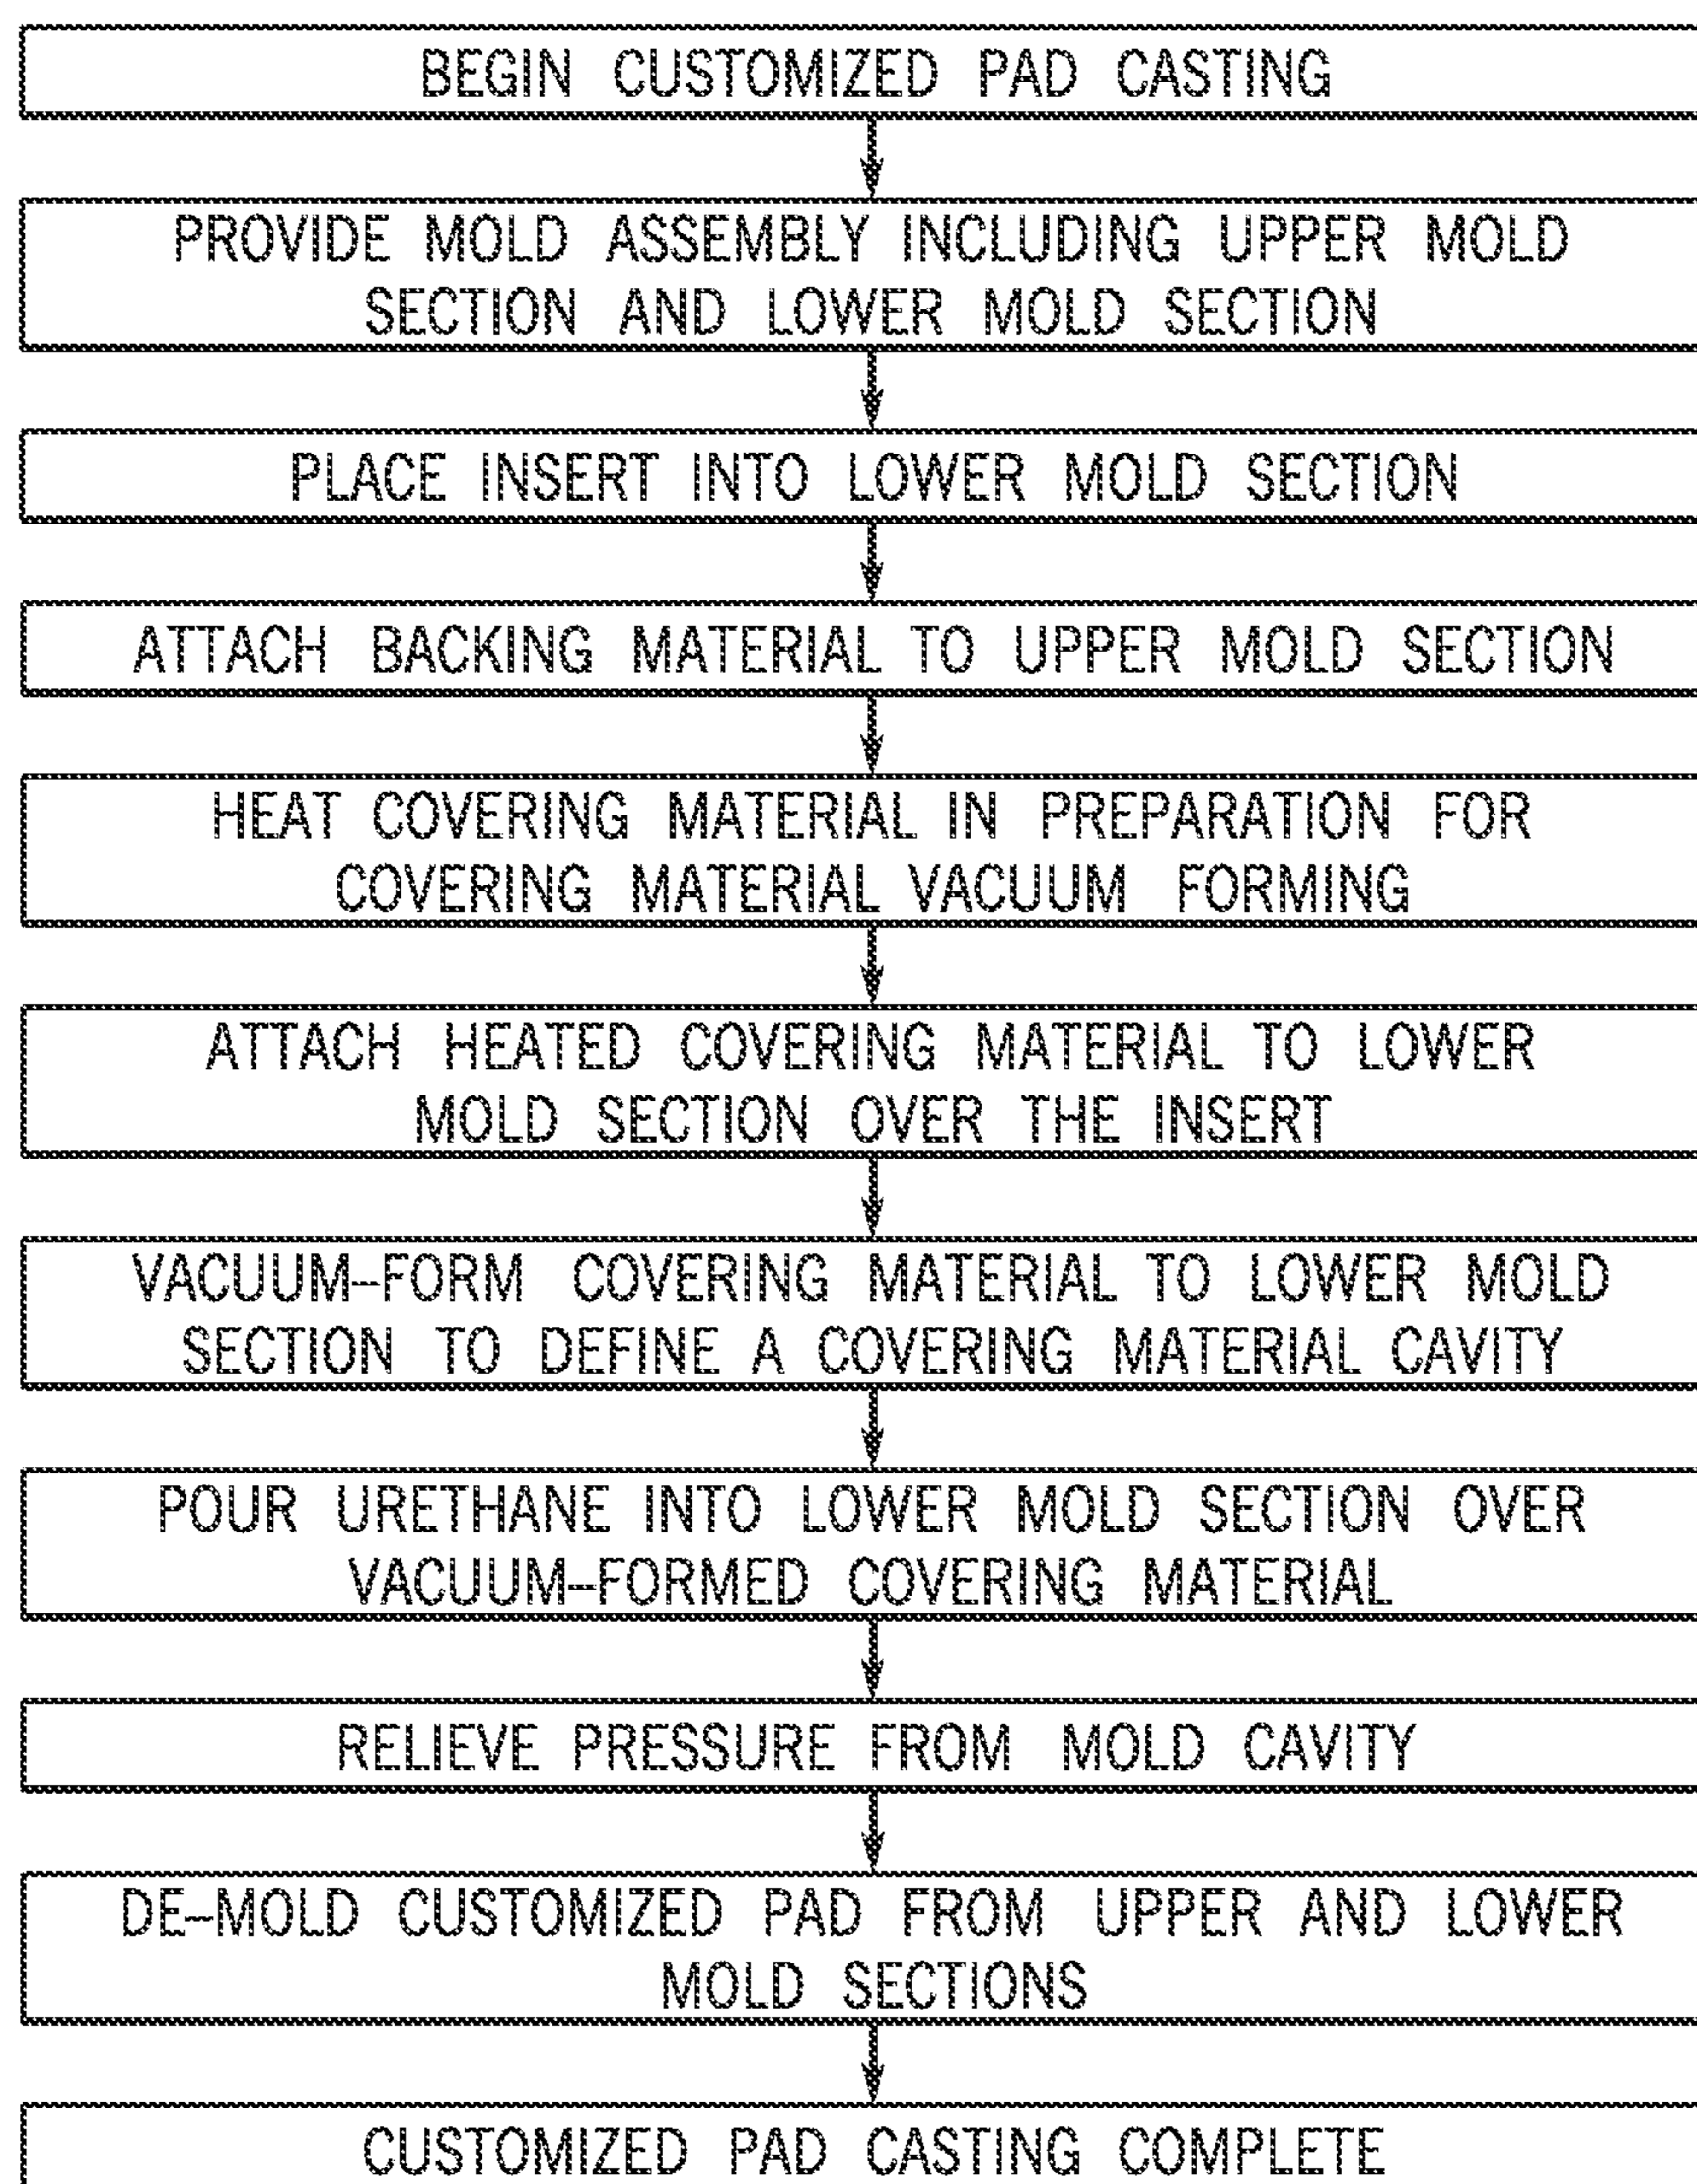 BEGIN CUSTOMIZED PAD CASTING
PROVIDE MOLD ASSEMBLY INCLUDING UPPER MOLD
SECTION AND LOWER MOLD SECTION
PLACE INSERT INTO LOWER MOLD SECTION
ATTACH BACKING MATERIAL TO UPPER MOLD SECTION
HEAT COVERING MATERIAL IN PREPARATION FOR
COVERING MATERIAL VACUUM FORMING
ATTACH HEATED COVERING MATERIAL TO LOWER
MOLD SECTION OVER THE INSERT
VACUUM-FORM COVERING MATERIAL TO LOWER MOLD
SECTION TO DEFINE A COVERING MATERIAL CAVITY
POUR URETHANE INTO LOWER MOLD SECTION OVER
VACUUM-FORMED COVERING MATERIAL
RELIEVE PRESSURE FROM MOLD CAVITY
DE-MOLD CUSTOMIZED PAD FROM UPPER AND LOWER
MOLD SECTIONS
CUSTOMIZED PAD CASTING COMPLETE